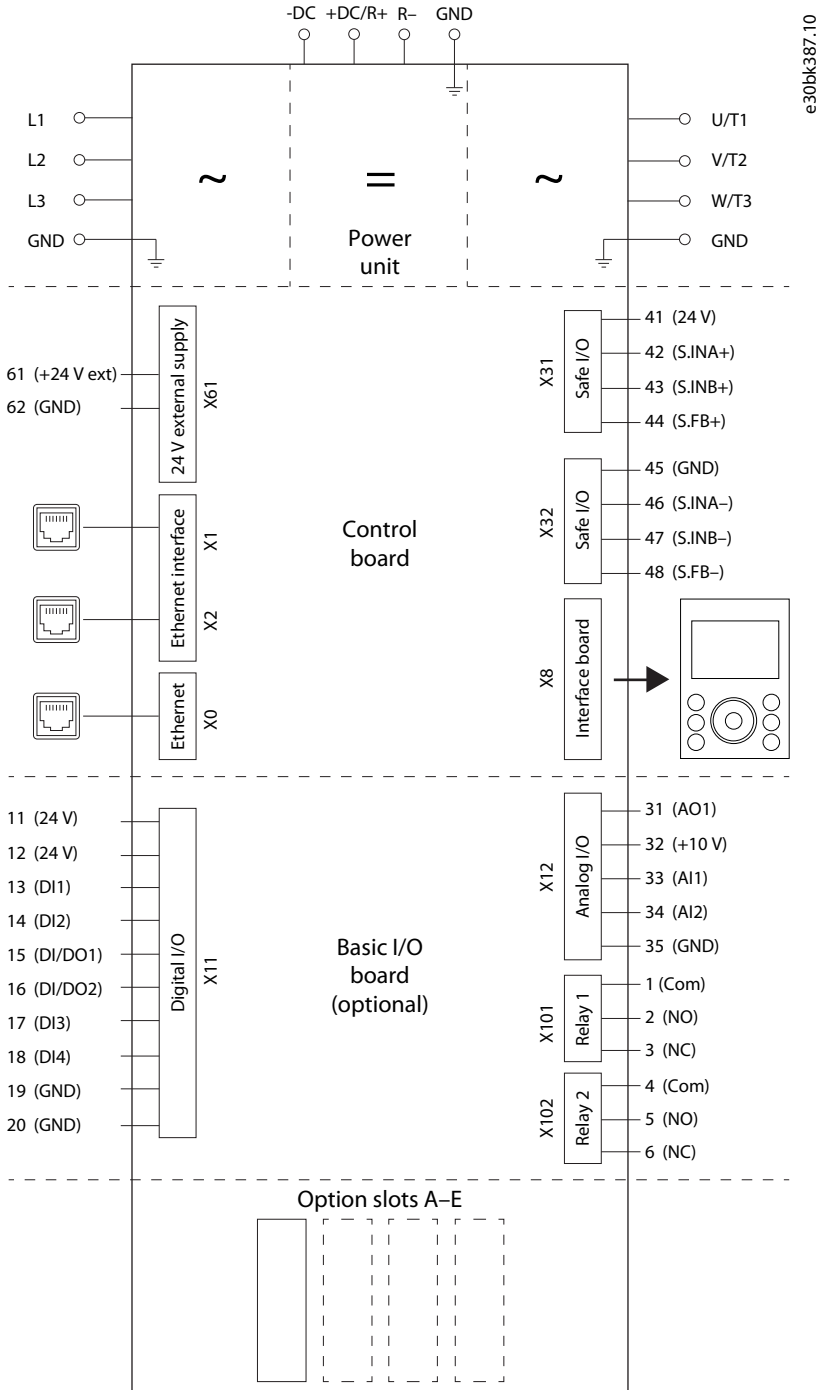 -DC +DC/R+ R– GND
e30bk387.10
L1
L2
L3
GND
U/T1
V/T2
W/T3
GND
~ = ~
Power
unit
61 (+24 V ext)
62 (GND)
24 V external supply
X61
Ethernet interface
X1
X2
Ethernet
X0
Control
board
X31
Safe I/O
41 (24 V)
42 (S.INA+)
43 (S.INB+)
44 (S.FB+)
X32
Safe I/O
45 (GND)
46 (S.INA–)
47 (S.INB–)
48 (S.FB–)
X8
Interface board
11 (24 V)
12 (24 V)
13 (DI1)
14 (DI2)
15 (DI/DO1)
16 (DI/DO2)
17 (DI3)
18 (DI4)
19 (GND)
20 (GND)
Digital I/O
X11
Basic I/O
board
(optional)
X12
Analog I/O
31 (AO1)
32 (+10 V)
33 (AI1)
34 (AI2)
35 (GND)
X101
Relay 1
1 (Com)
2 (NO)
3 (NC)
X102
Relay 2
4 (Com)
5 (NO)
6 (NC)
Option slots A–E